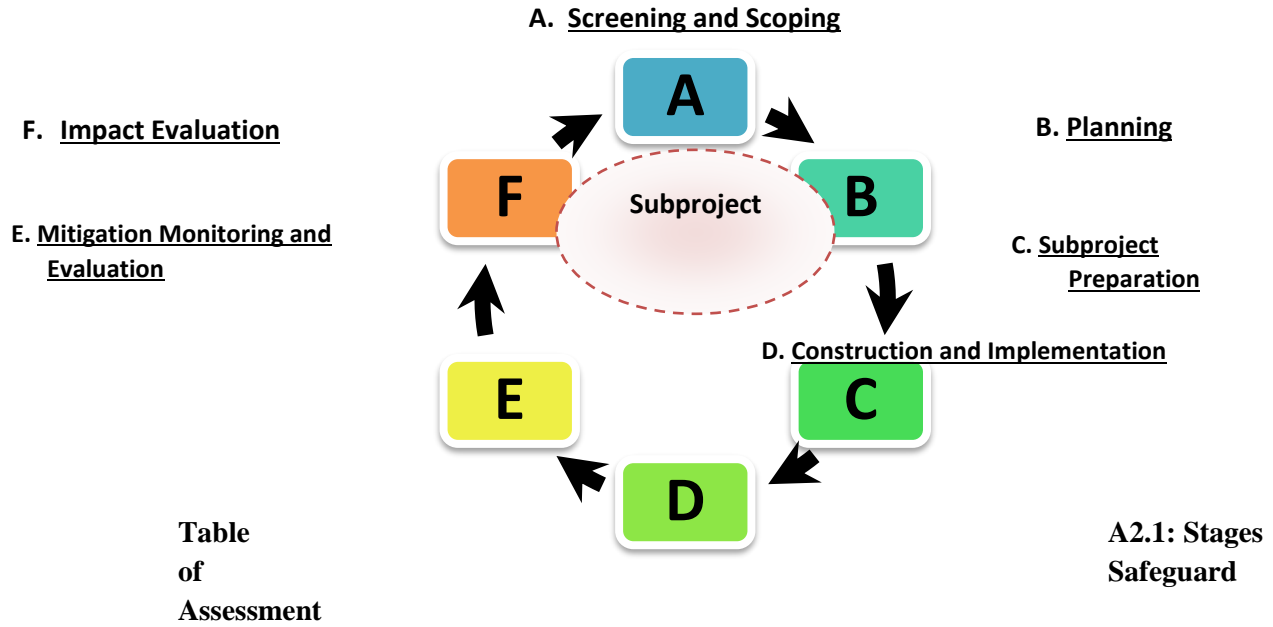 A. Screening and Scoping
A
F. Impact Evaluation
B. Planning
F
Subproject
B
E. Mitigation Monitoring and
Evaluation
C. Subproject
Preparation
D. Construction and Implementation
E
C
D
Table
of
Assessment
A2.1: Stages
Safeguard